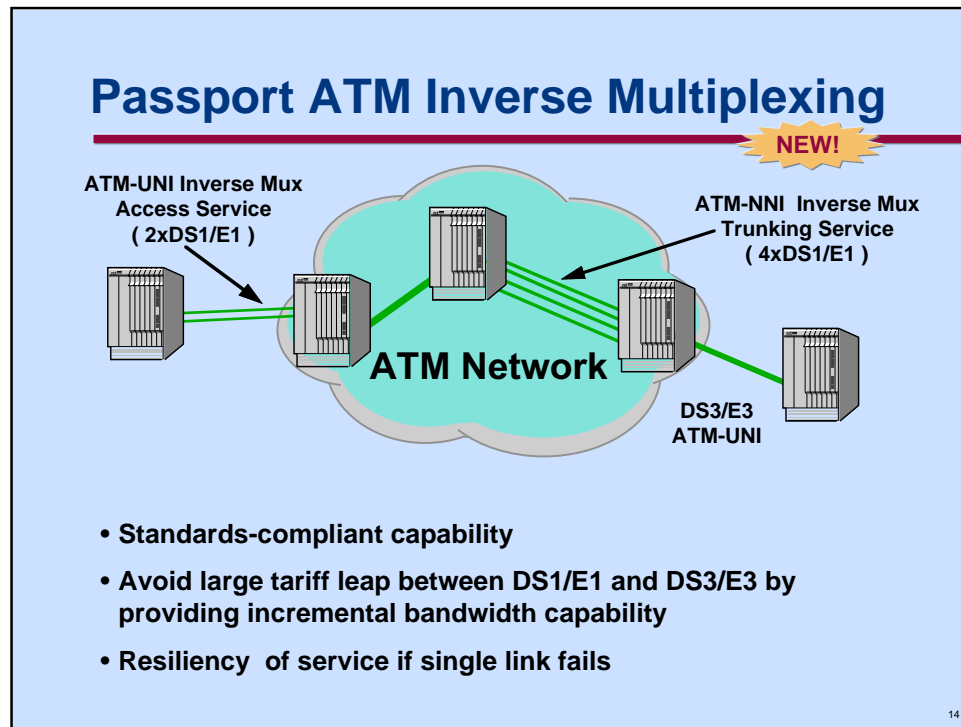 Passport ATM Inverse Multiplexing
NEW!
ATM-UNI Inverse Mux
Access Service
( 2xDS1/E1 )
ATM-NNI  Inverse Mux
Trunking Service
( 4xDS1/E1 )
ATM Network
DS3/E3
ATM-UNI
• Standards-compliant capability
• Avoid large tariff leap between DS1/E1 and DS3/E3 by
providing incremental bandwidth capability
• Resiliency  of service if single link fails
14